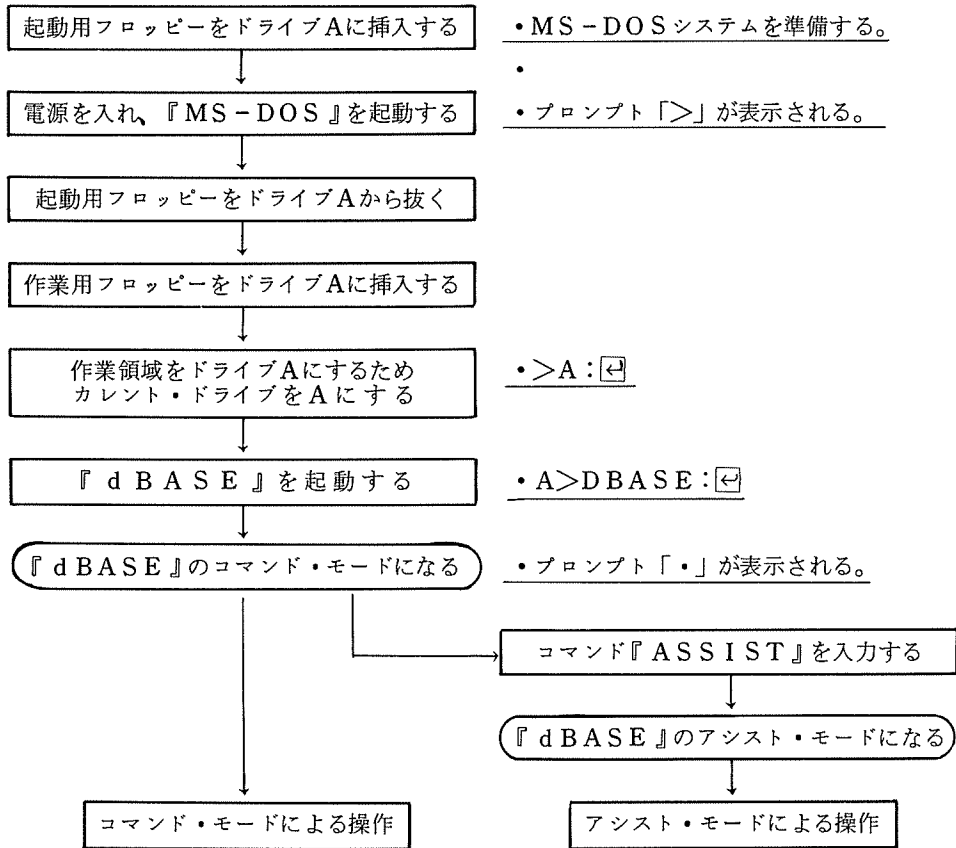 起動用フロッピーをドライブAに挿入する
・MS-DOSシステムを準備する。
・
電源を入れ、『MS-DOS』を起動する
・プロンプト「>」が表示される。
起動用フロッピーをドライブAから抜く
作業用フロッピーをドライブAに挿入する
作業領域をドライブAにするため
カレント・ドライブをAにする
・>A:↵
『dBASE』を起動する
・A>DBASE:↵
『dBASE』のコマンド・モードになる
・プロンプト「・」が表示される。
コマンド『ASSIST』を入力する
『dBASE』のアシスト・モードになる
コマンド・モードによる操作
アシスト・モードによる操作